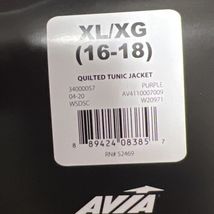 XL/XG
(16-18)
QUILTED TUNIC JACKET
34000057 PURPLE
04-20 AV4110007009
WSDSC W20971
8 89424 08385 7
RN# 52469
AVIA